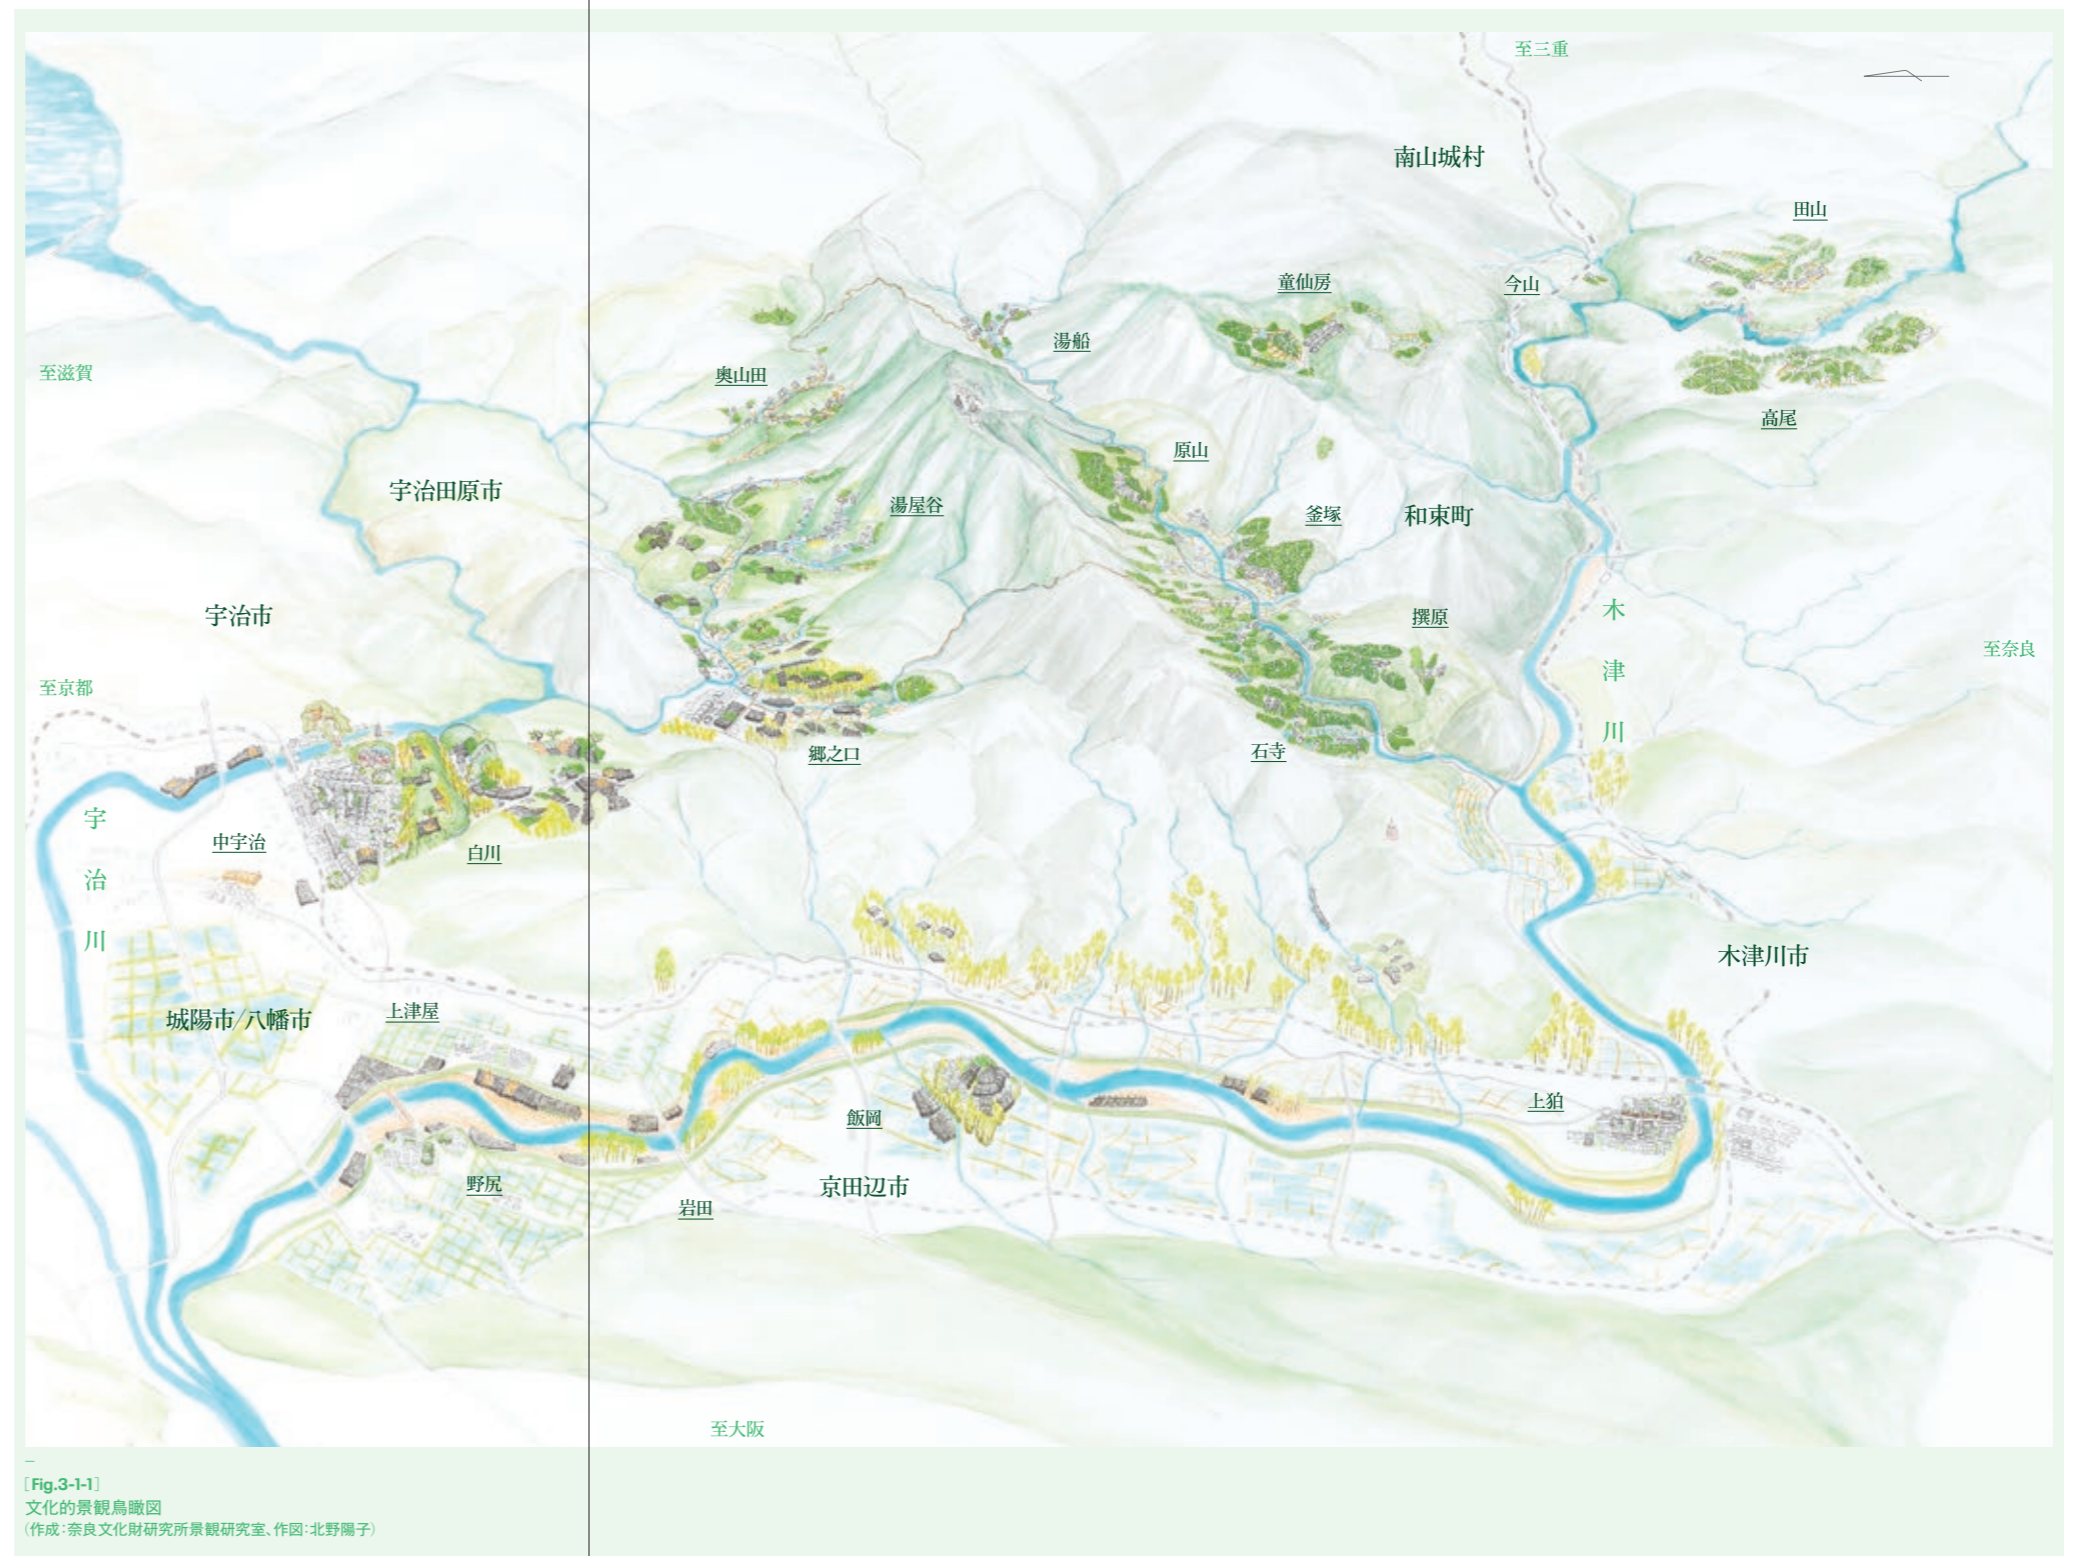 至三重
南山城村
田山
童仙房
今山
湯船
至滋賀
奥山田
高尾
原山
宇治田原市
湯屋谷
釜塚
和束町
宇治市
撰原
木津川
至奈良
至京都
郷之口
石寺
宇治川
中宇治
白川
木津川市
城陽市/八幡市
上津屋
飯岡
上狛
野尻
京田辺市
岩田
至大阪
[Fig.3-1-1]
文化的景観鳥瞰図
(作成:奈良文化財研究所景観研究室、作図:北野陽子)